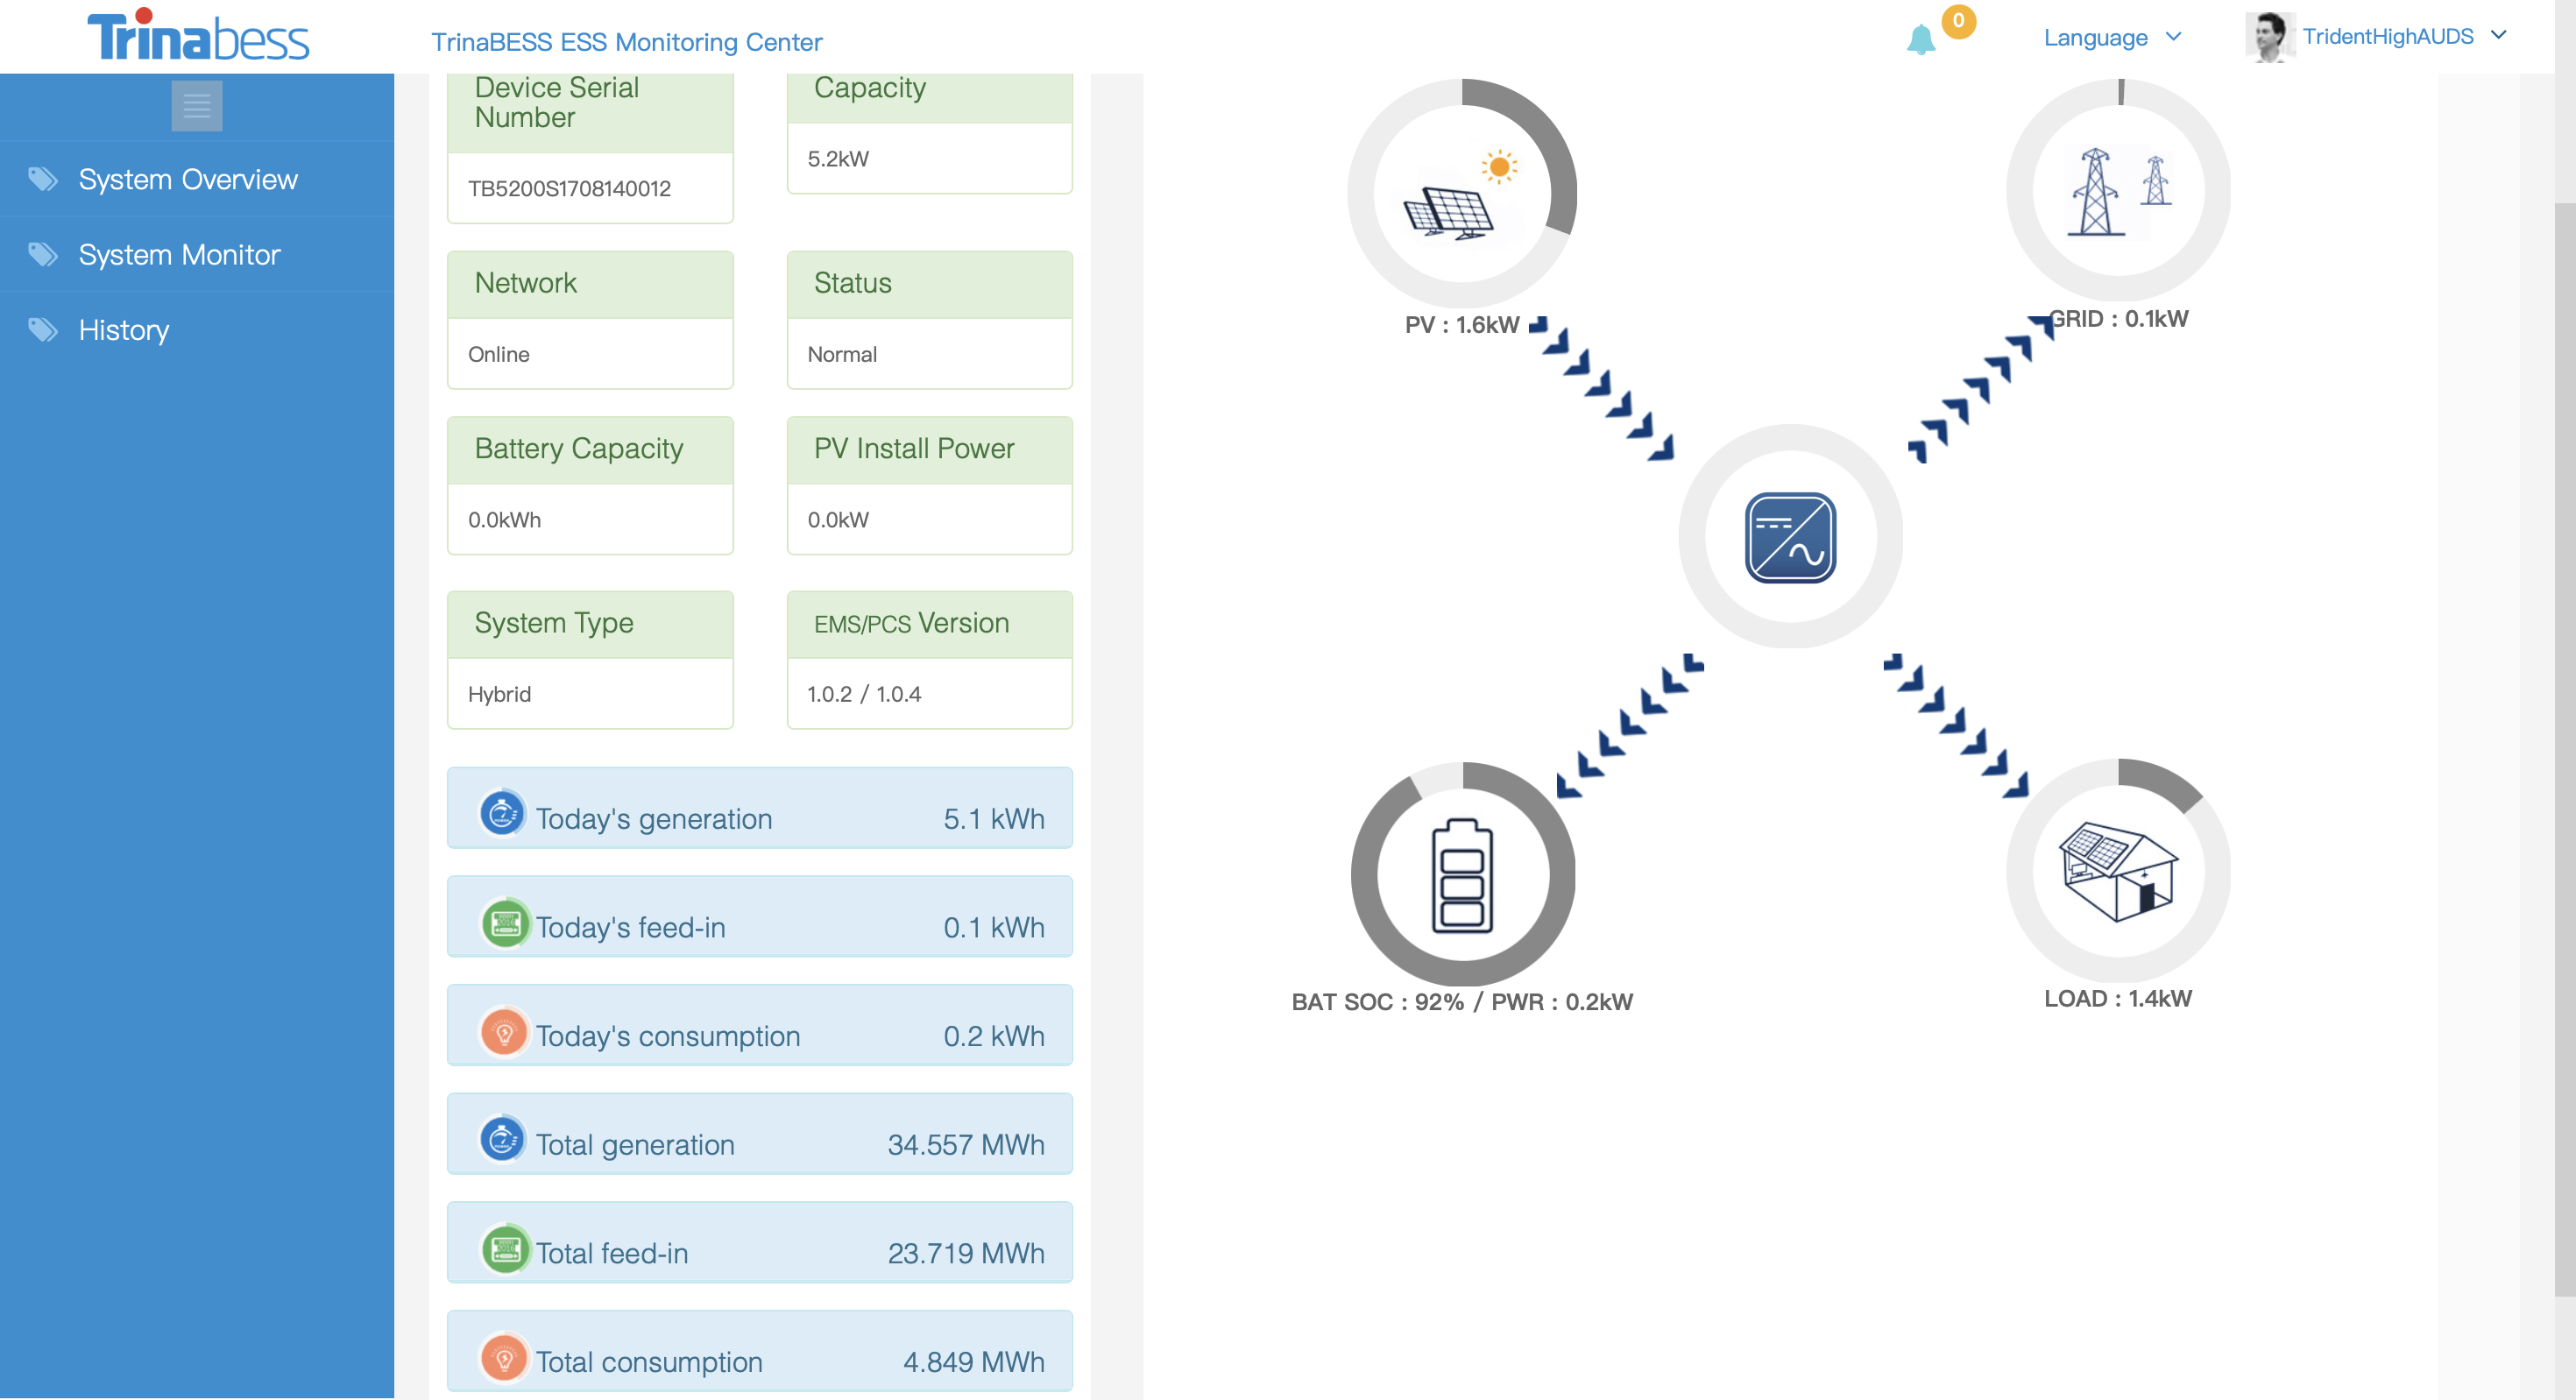 Trinabess
TrinaBESS ESS Monitoring Center
0
Language
TridentHighAUDS
System Overview
System Monitor
History
Device Serial
Number
TB5200S1708140012
Capacity
5.2kW
Network
Online
Status
Normal
Battery Capacity
0.0kWh
PV Install Power
0.0kW
System Type
Hybrid
EMS/PCS Version
1.0.2 / 1.0.4
Today's generation 5.1 kWh
Today's feed-in 0.1 kWh
Today's consumption 0.2 kWh
Total generation 34.557 MWh
Total feed-in 23.719 MWh
Total consumption 4.849 MWh
PV : 1.6kW
GRID : 0.1kW
BAT SOC : 92% / PWR : 0.2kW
LOAD : 1.4kW